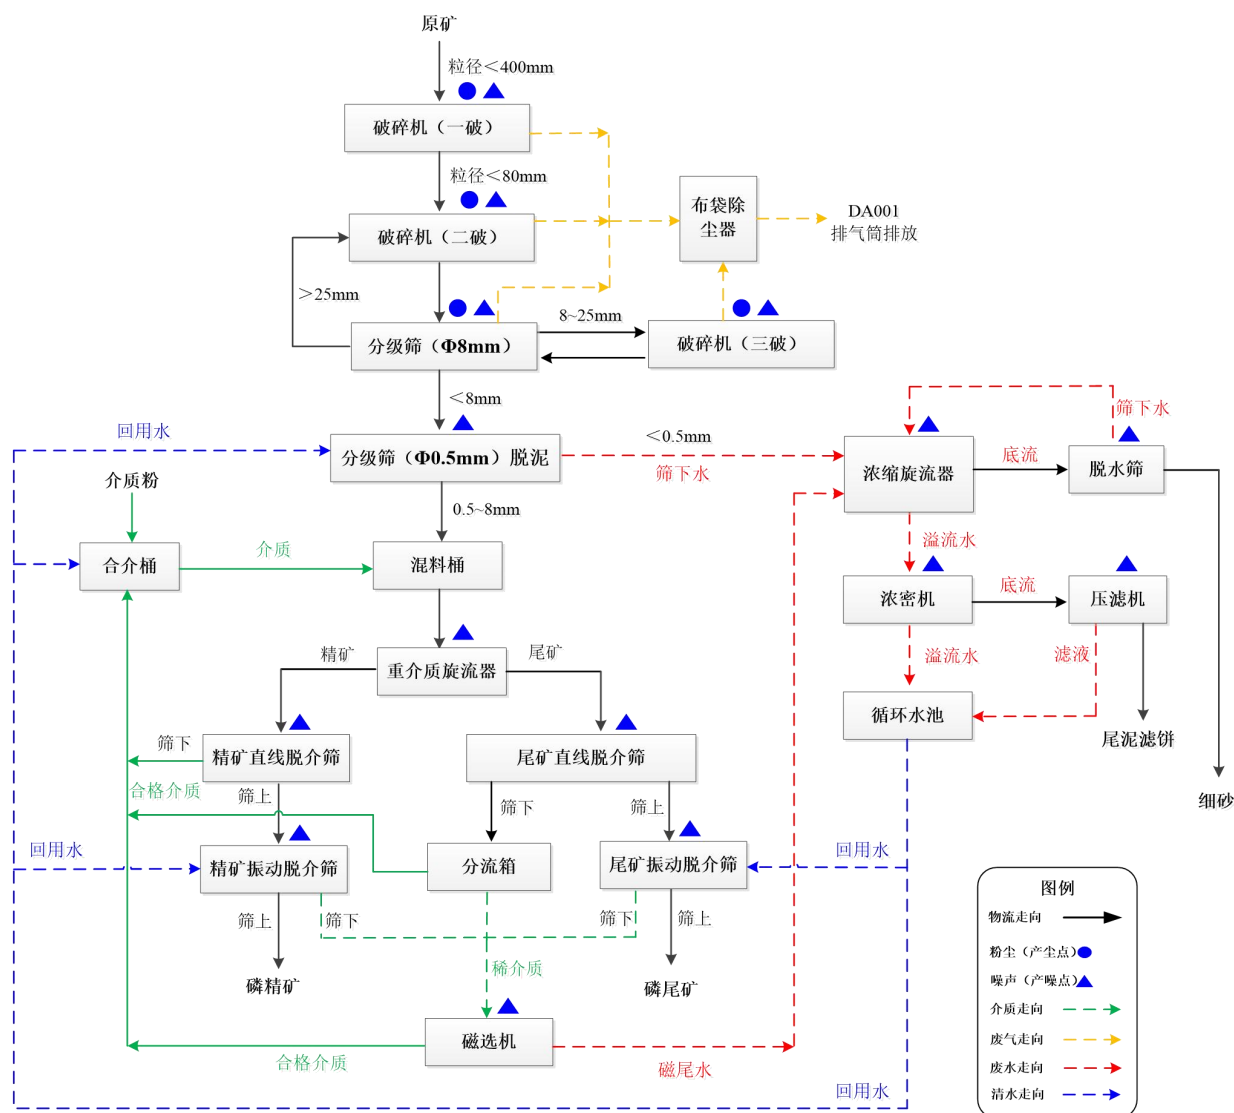 原矿
粒径＜400mm
破碎机（一破）
粒径＜80mm
破碎机（二破）
布袋除
尘器
DA001
排气筒排放
＞25mm
8~25mm
分级筛（Φ8mm）
破碎机（三破）
＜8mm
筛下水
回用水
分级筛（Φ0.5mm）脱泥
＜0.5mm
筛下水
浓缩旋流器
底流
脱水筛
介质粉
0.5~8mm
溢流水
合介桶
介质
混料桶
浓密机
底流
压滤机
精矿
尾矿
重介质旋流器
溢流水
滤液
循环水池
筛下
精矿直线脱介筛
尾矿直线脱介筛
尾泥滤饼
合格介质
筛上
筛下
筛上
细砂
回用水
精矿振动脱介筛
分流箱
尾矿振动脱介筛
回用水
筛上
筛下
筛下
筛上
稀介质
磷精矿
磷尾矿
磁选机
合格介质
磁尾水
回用水
图例
物流走向
粉尘（产尘点）
噪声（产噪点）
介质走向
废气走向
废水走向
清水走向